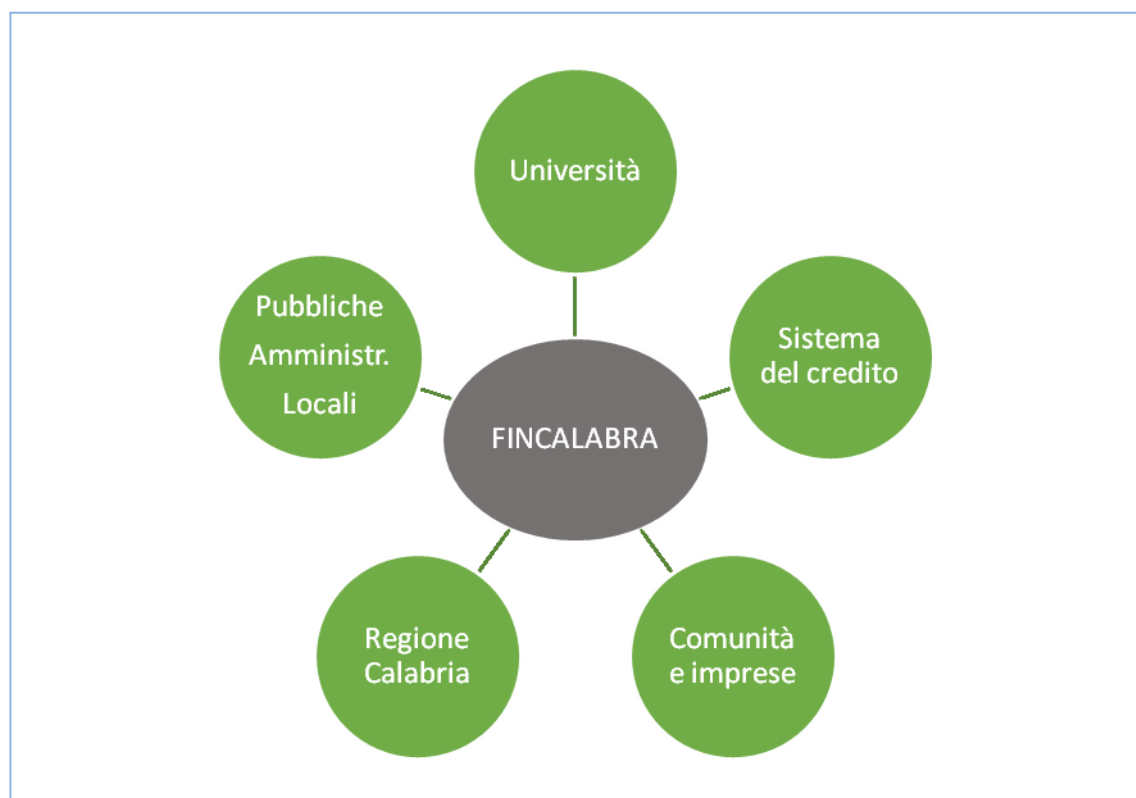 Università
Pubbliche
Amministr.
Locali
Sistema
del credito
FINCALABRA
Regione
Calabria
Comunità
e imprese